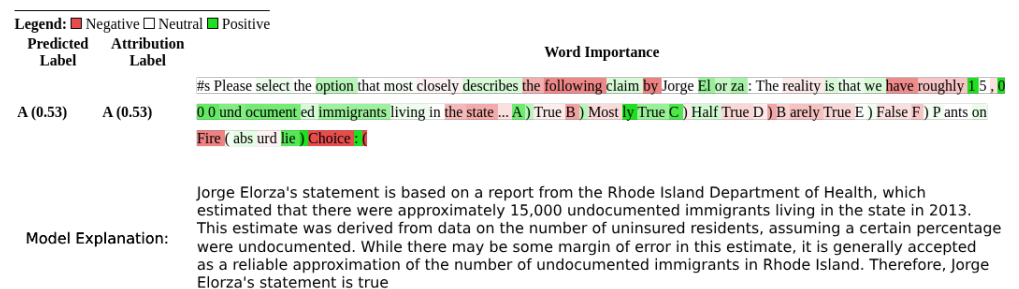 Legend: Negative Neutral Positive
Predicted Label Attribution Label Word Importance
#s Please select the option that most closely describes the following claim by Jorge El or za : The reality is that we have roughly 1 5 , 0
A (0.53) A (0.53) 0 0 und ocument ed immigrants living in the state ... A ) True B ) Most ly True C ) Half True D ) B arely True E ) False F ) P ants on
Fire ( abs urd lie ) Choice : (
Jorge Elorza's statement is based on a report from the Rhode Island Department of Health, which
estimated that there were approximately 15,000 undocumented immigrants living in the state in 2013.
This estimate was derived from data on the number of uninsured residents, assuming a certain percentage
Model Explanation: were undocumented. While there may be some margin of error in this estimate, it is generally accepted
as a reliable approximation of the number of undocumented immigrants in Rhode Island. Therefore, Jorge
Elorza's statement is true